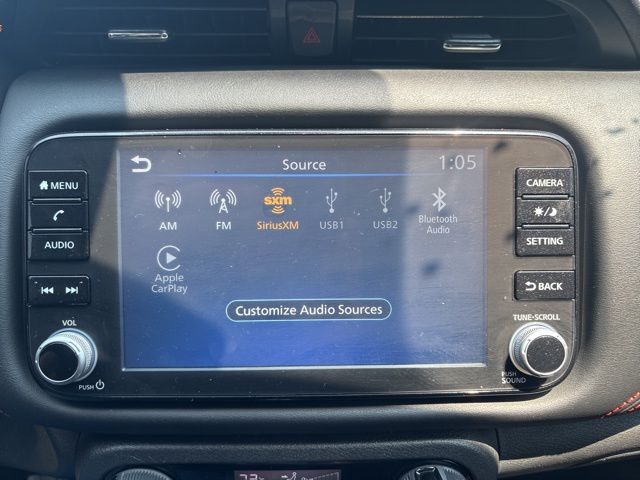 MENU
AUDIO
VOL
PUSH
Source
1:05
AM
FM
sxm
SiriusXM
USB1
USB2
Bluetooth
Audio
Apple
CarPlay
Customize Audio Sources
CAMERA
SETTING
BACK
TUNE•SCROLL
PUSH
SOUND
73